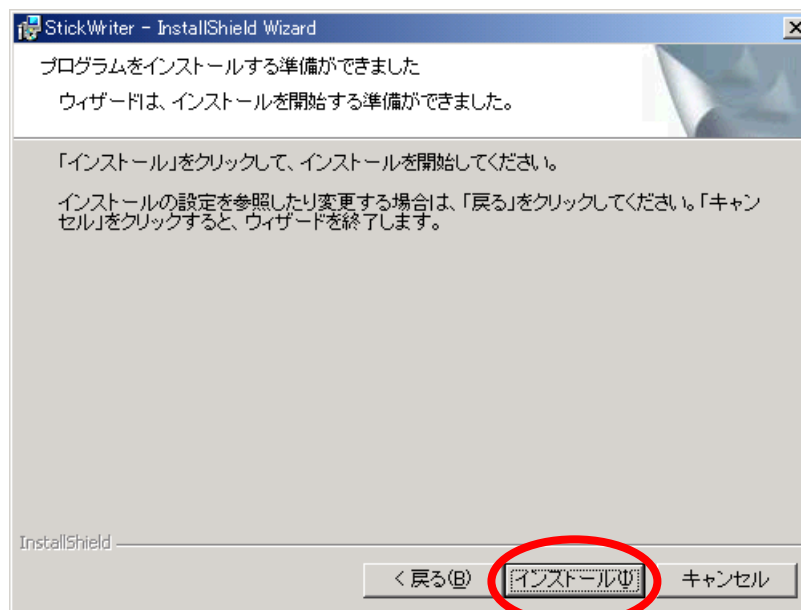 StickWriter - InstallShield Wizard
プログラムをインストールする準備ができました
ウィザードは、インストールを開始する準備ができました。
「インストール」をクリックして、インストールを開始してください。
インストールの設定を参照したり変更する場合は、「戻る」をクリックしてください。「キャン
セル」をクリックすると、ウィザードを終了します。
InstallShield
< 戻る(B) インストール(I) キャンセル